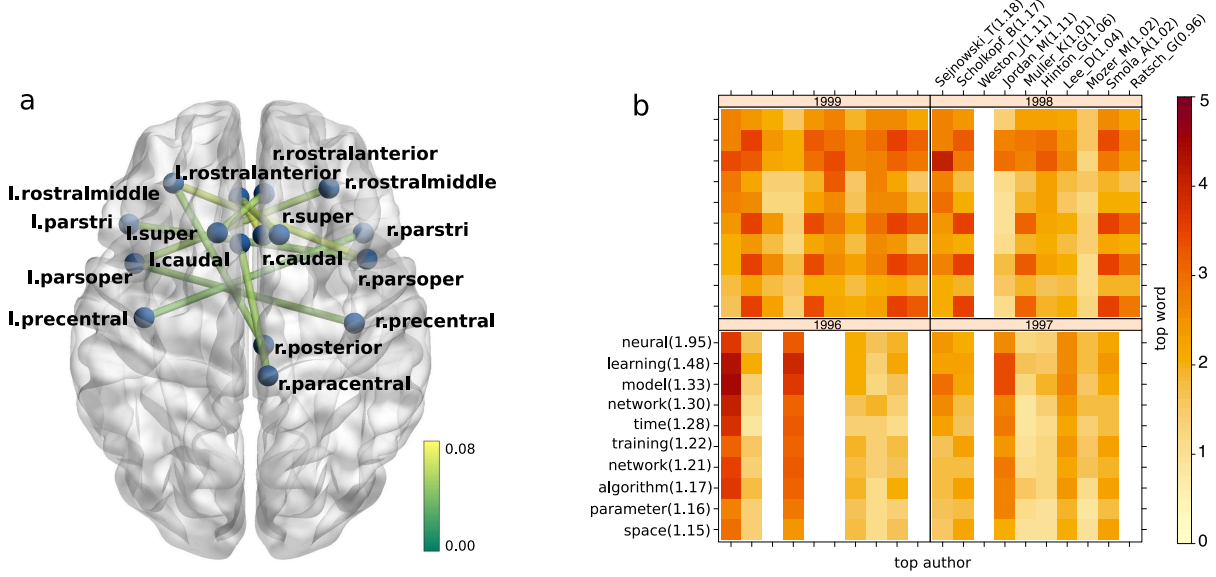 a
r.rostralanterior
l.rostralanterior
l.rostralmiddle
r.rostralmiddle
l.parstri
r.super
l.super
r.parstri
l.caudal
r.caudal
l.parsoper
r.parsoper
l.precentral
r.precentral
r.posterior
r.paracentral
0.08
0.00
b
Sejnowski_T(1.18)
Scholkopf_B(1.17)
Weston_J(1.11)
Jordan_M(1.11)
Muller_K(1.01)
Hinton_G(1.06)
Lee_D(1.04)
Mozer_M(1.02)
Smola_A(1.02)
Ratsch_G(0.96)
1999
1998
1996
1997
neural(1.95)
learning(1.48)
model(1.33)
network(1.30)
time(1.28)
training(1.22)
network(1.21)
algorithm(1.17)
parameter(1.16)
space(1.15)
top author
top word
5
4
3
2
1
0